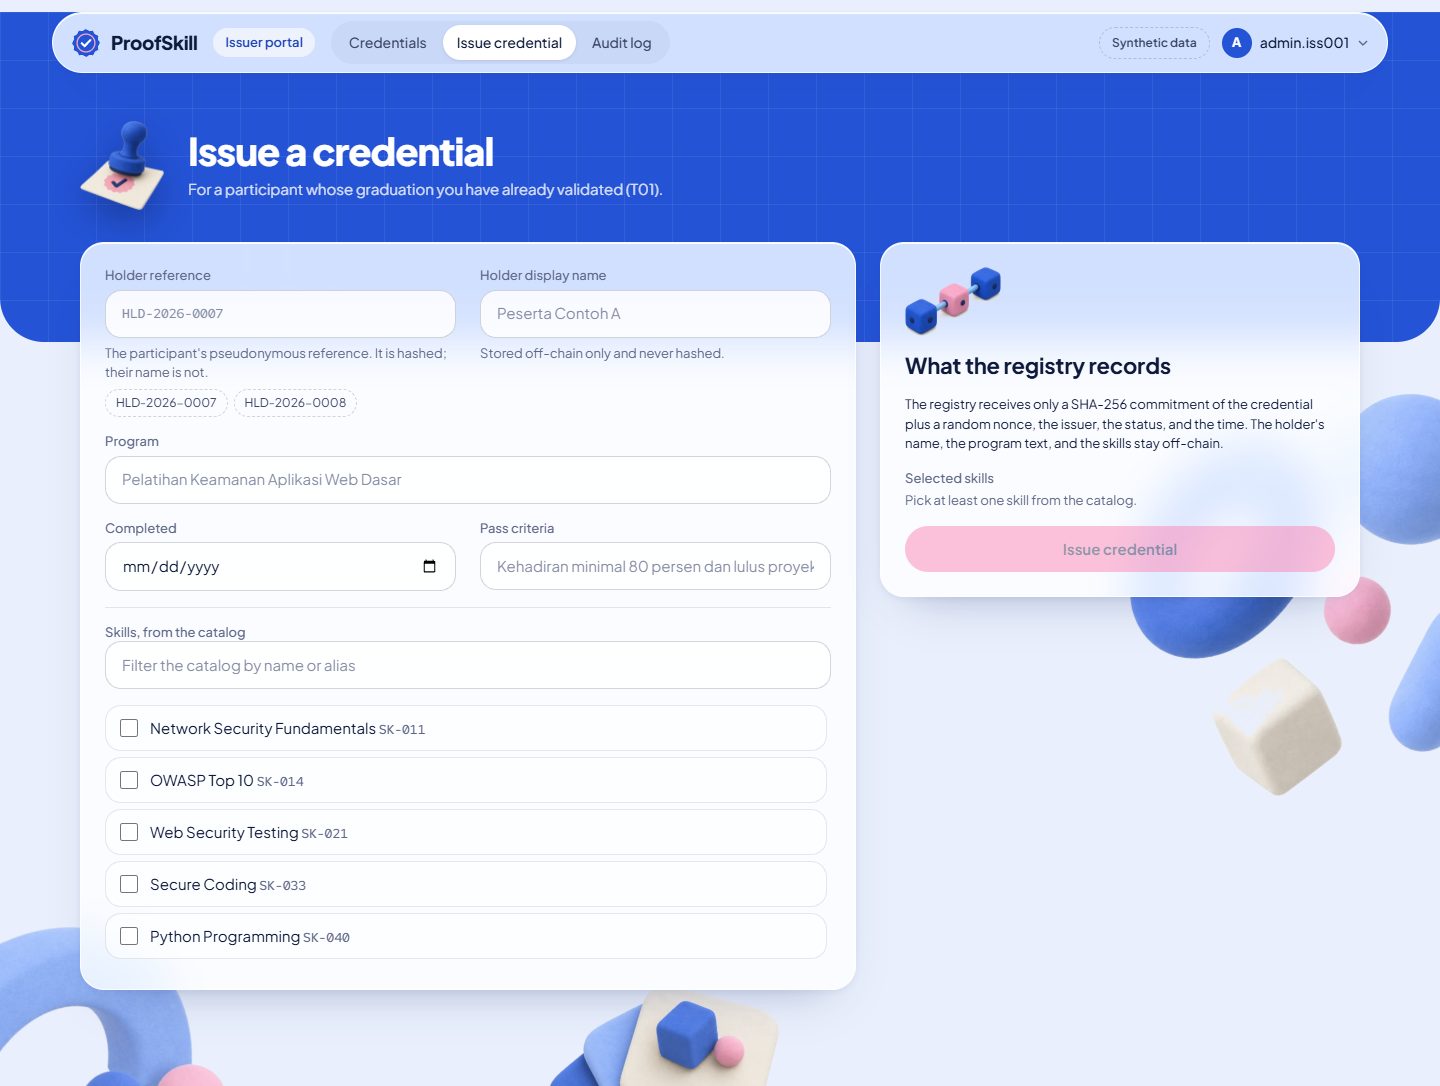 ProofSkill
Issuer portal
Credentials
Issue credential
Audit log
Synthetic data
A
admin.iss001
Issue a credential
For a participant whose graduation you have already validated (T01).
Holder reference
HLD-2026-0007
The participant's pseudonymous reference. It is hashed;
their name is not.
HLD-2026-0007
HLD-2026-0008
Holder display name
Peserta Contoh A
Stored off-chain only and never hashed.
Program
Pelatihan Keamanan Aplikasi Web Dasar
Completed
mm/dd/yyyy
Pass criteria
Kehadiran minimal 80 persen dan lulus proyek
Skills, from the catalog
Filter the catalog by name or alias
Network Security Fundamentals SK-011
OWASP Top 10 SK-014
Web Security Testing SK-021
Secure Coding SK-033
Python Programming SK-040
What the registry records
The registry receives only a SHA-256 commitment of the credential
plus a random nonce, the issuer, the status, and the time. The holder's
name, the program text, and the skills stay off-chain.
Selected skills
Pick at least one skill from the catalog.
Issue credential